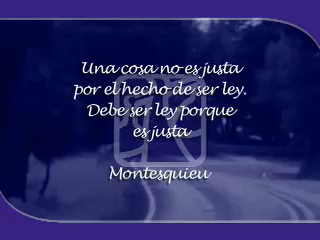 Una cosa no es justa
por el hecho de ser ley.
Debe ser ley porque
es justa
Montesquieu